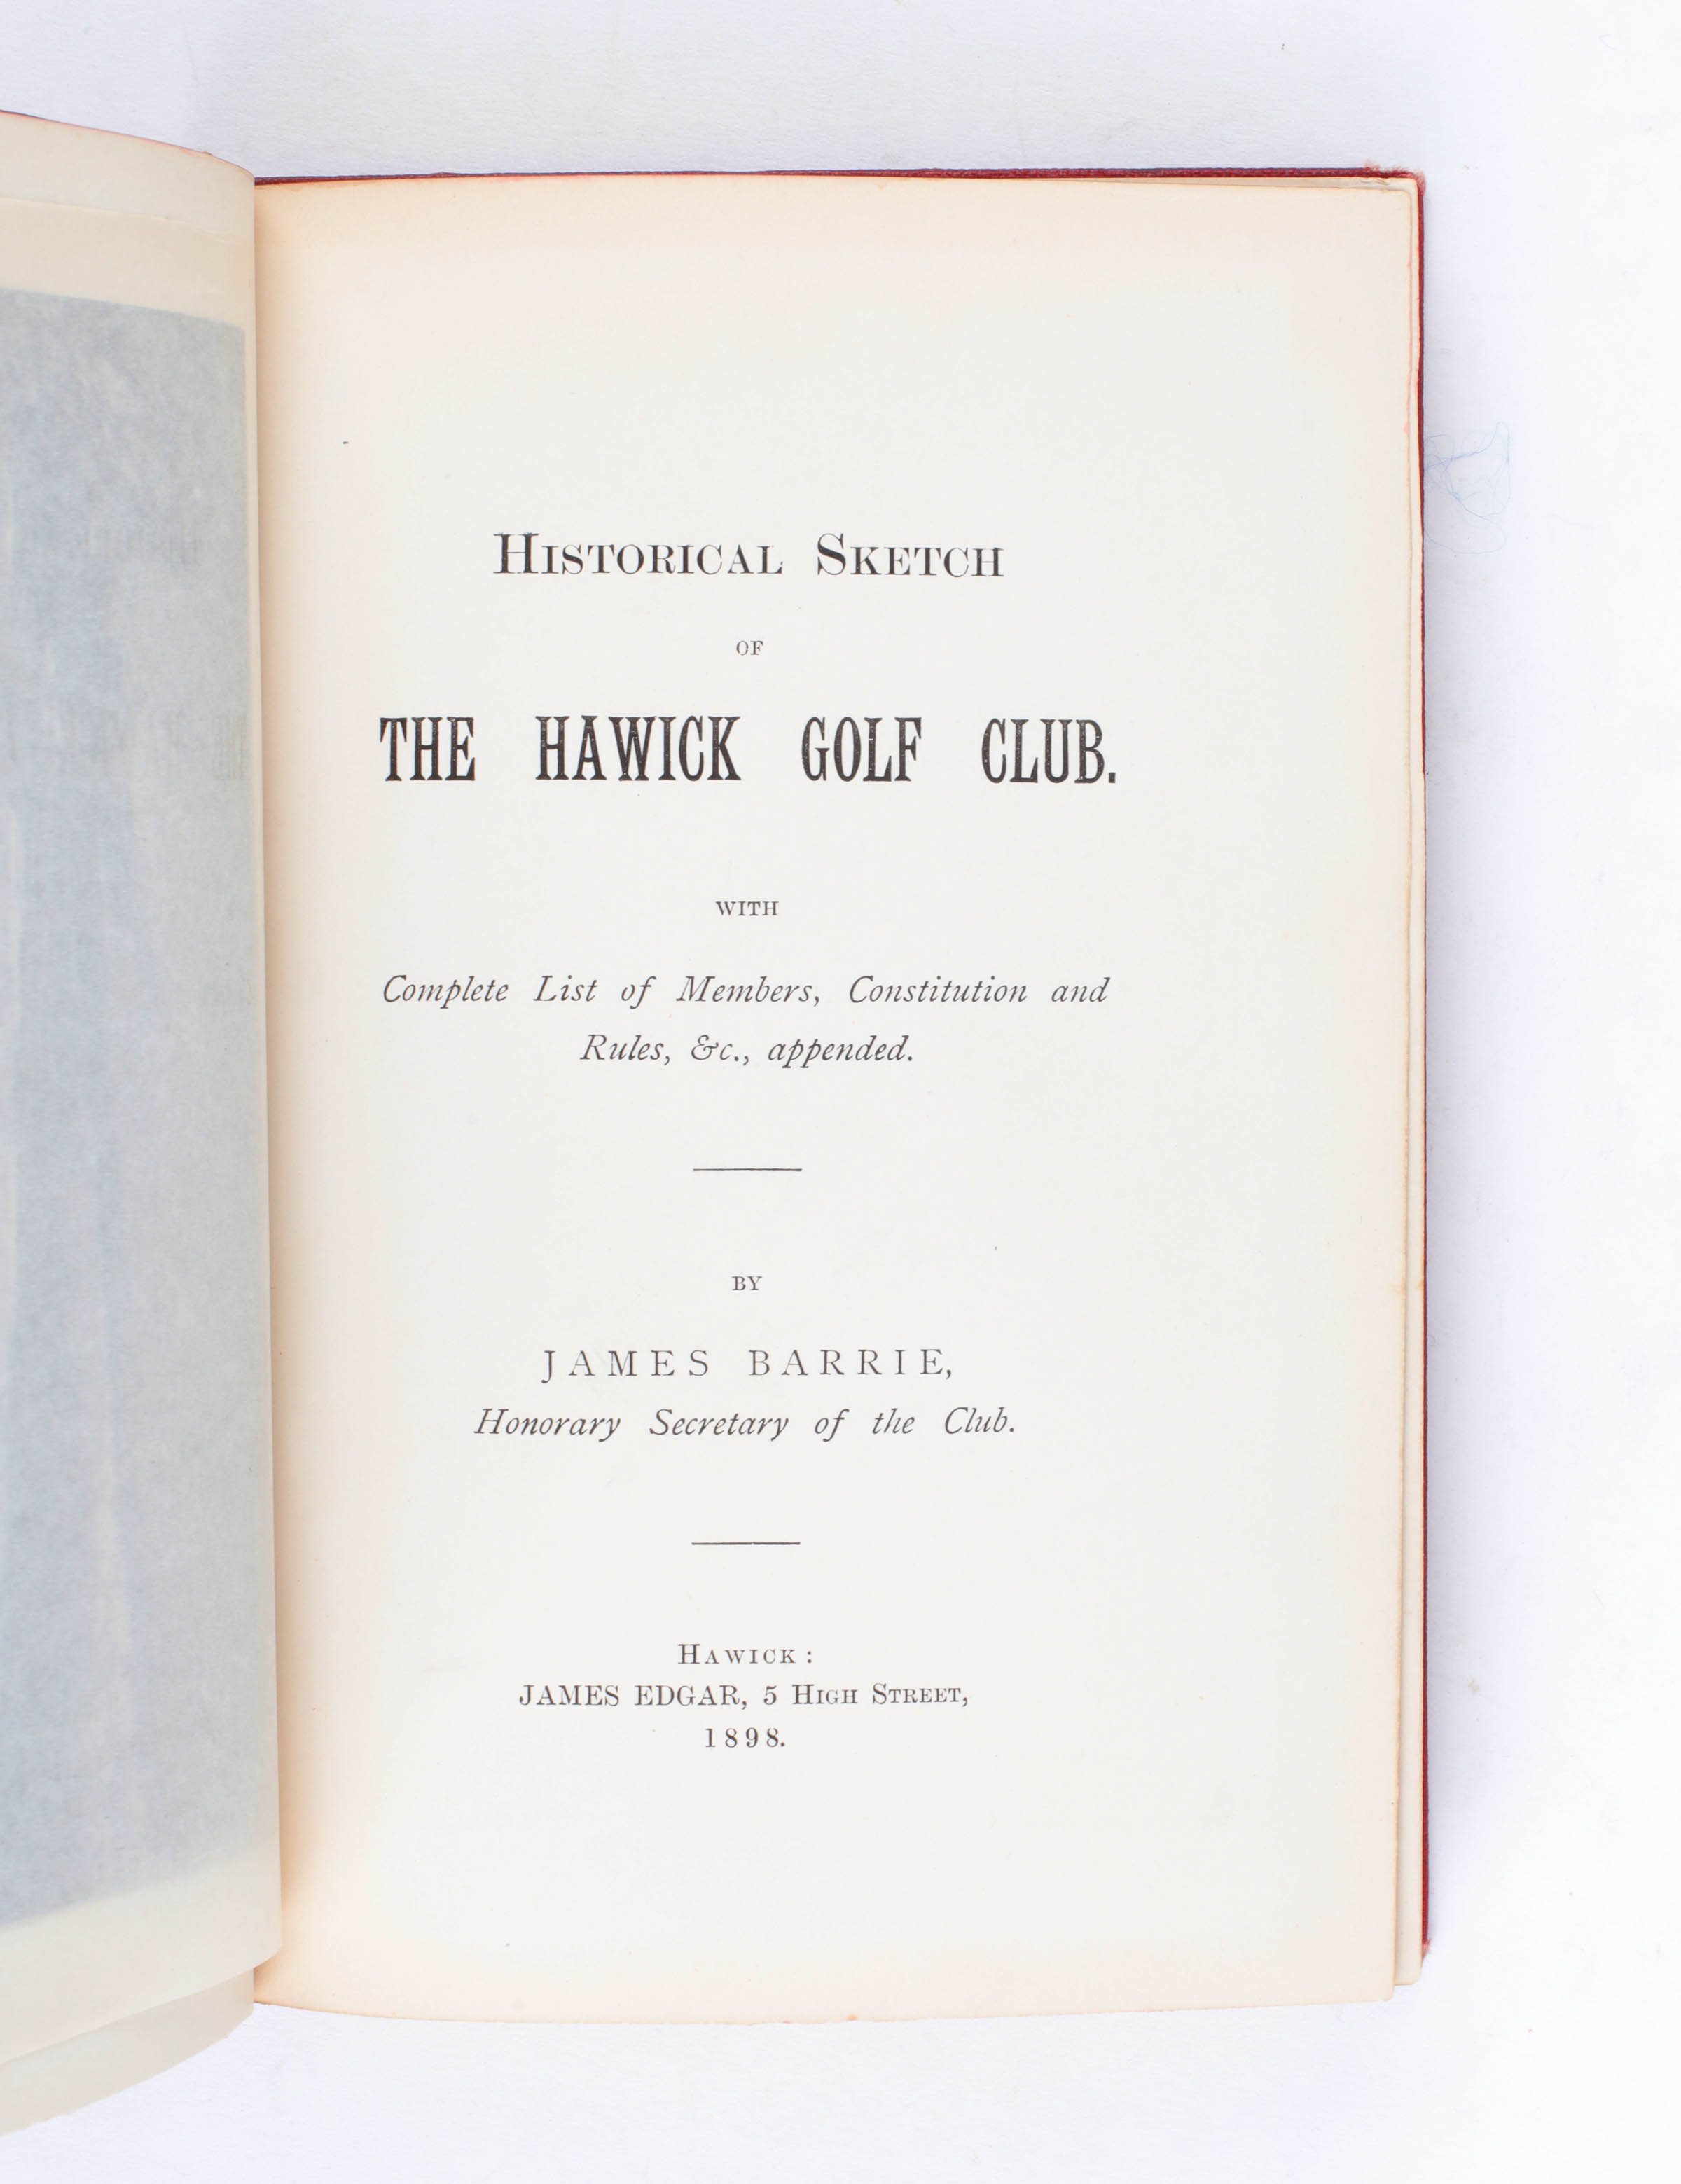 Historical Sketch
OF
THE HAWICK GOLF CLUB.
WITH
Complete List of Members, Constitution and
Rules, &c., appended.
BY
JAMES BARRIE,
Honorary Secretary of the Club.
Hawick:
JAMES EDGAR, 5 High Street,
1898.